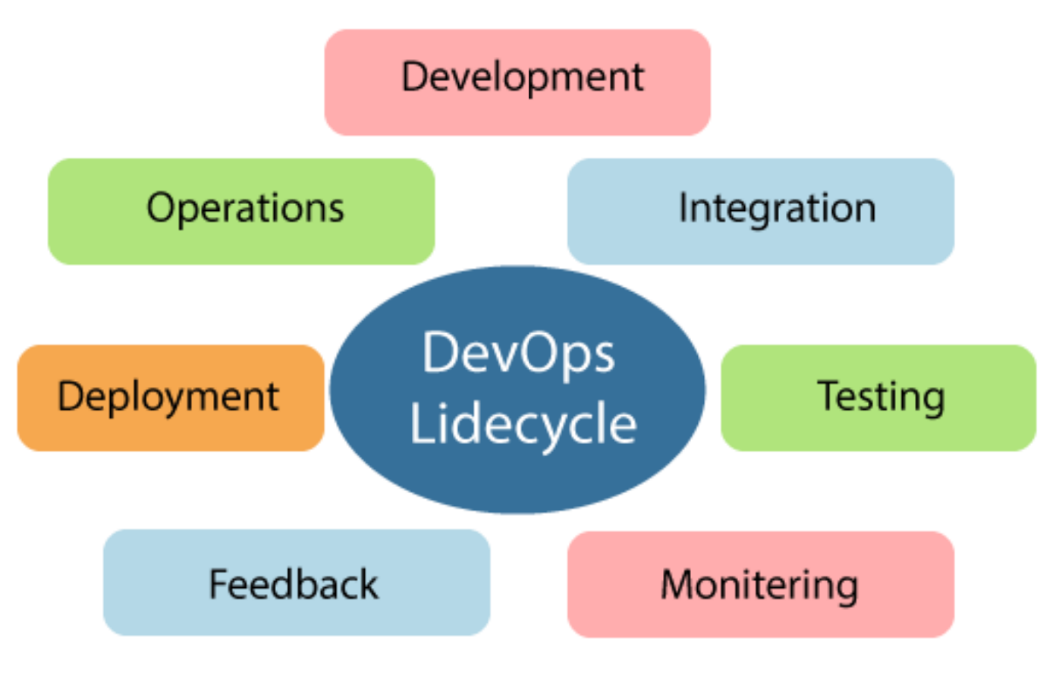 Development
Operations
Integration
DevOps
Lidecycle
Deployment
Testing
Feedback
Monitering